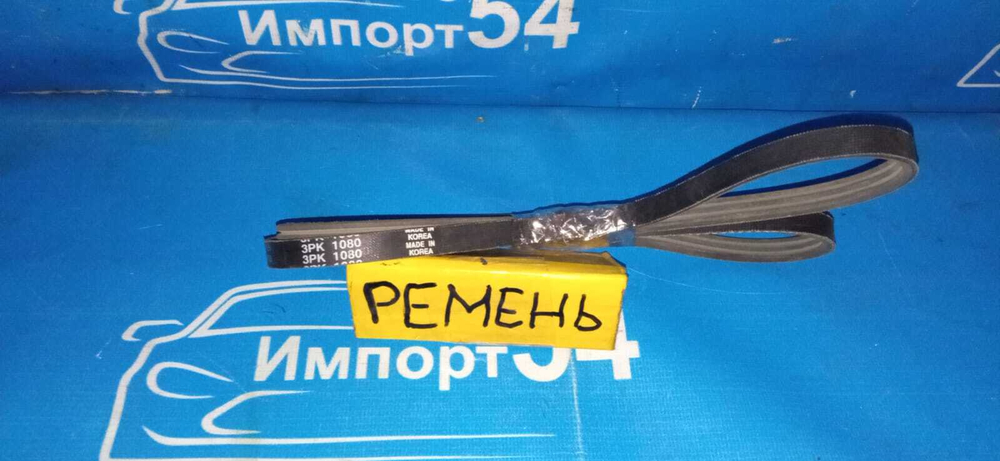 Импорт54
MADE IN
KOREA
3PK 1080
MADE IN
3PK 1080
KOREA
РЕМЕНЬ
Импорт54